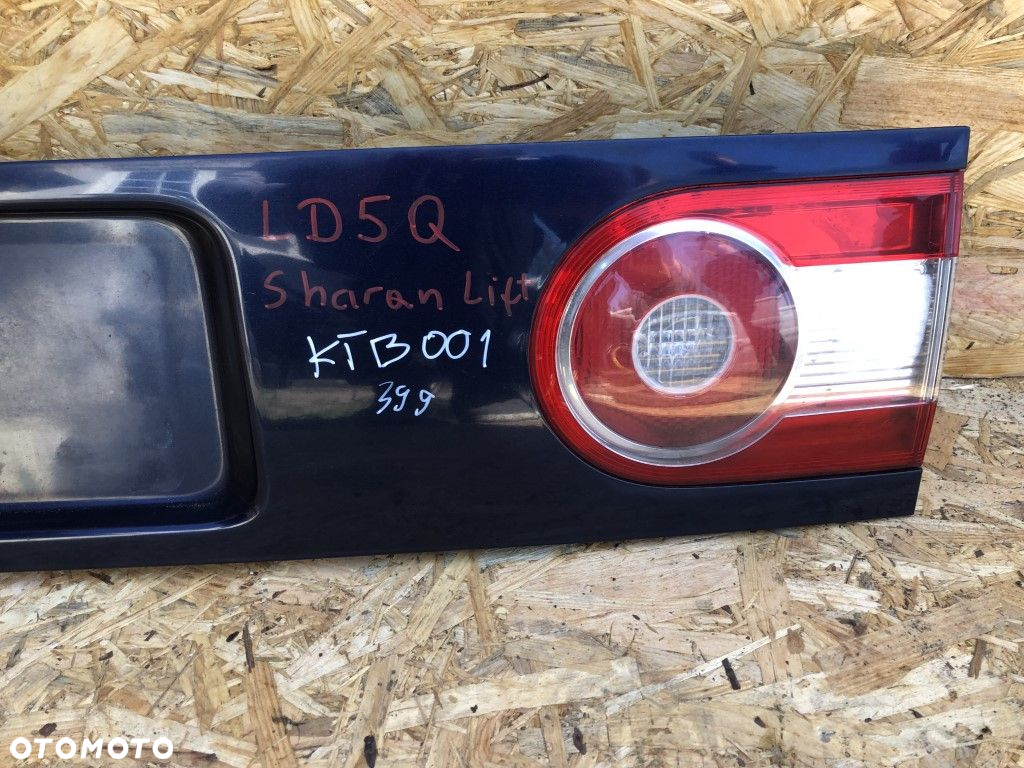 LD5Q
Sharan Lift
KTB001
399
OTOMOTO